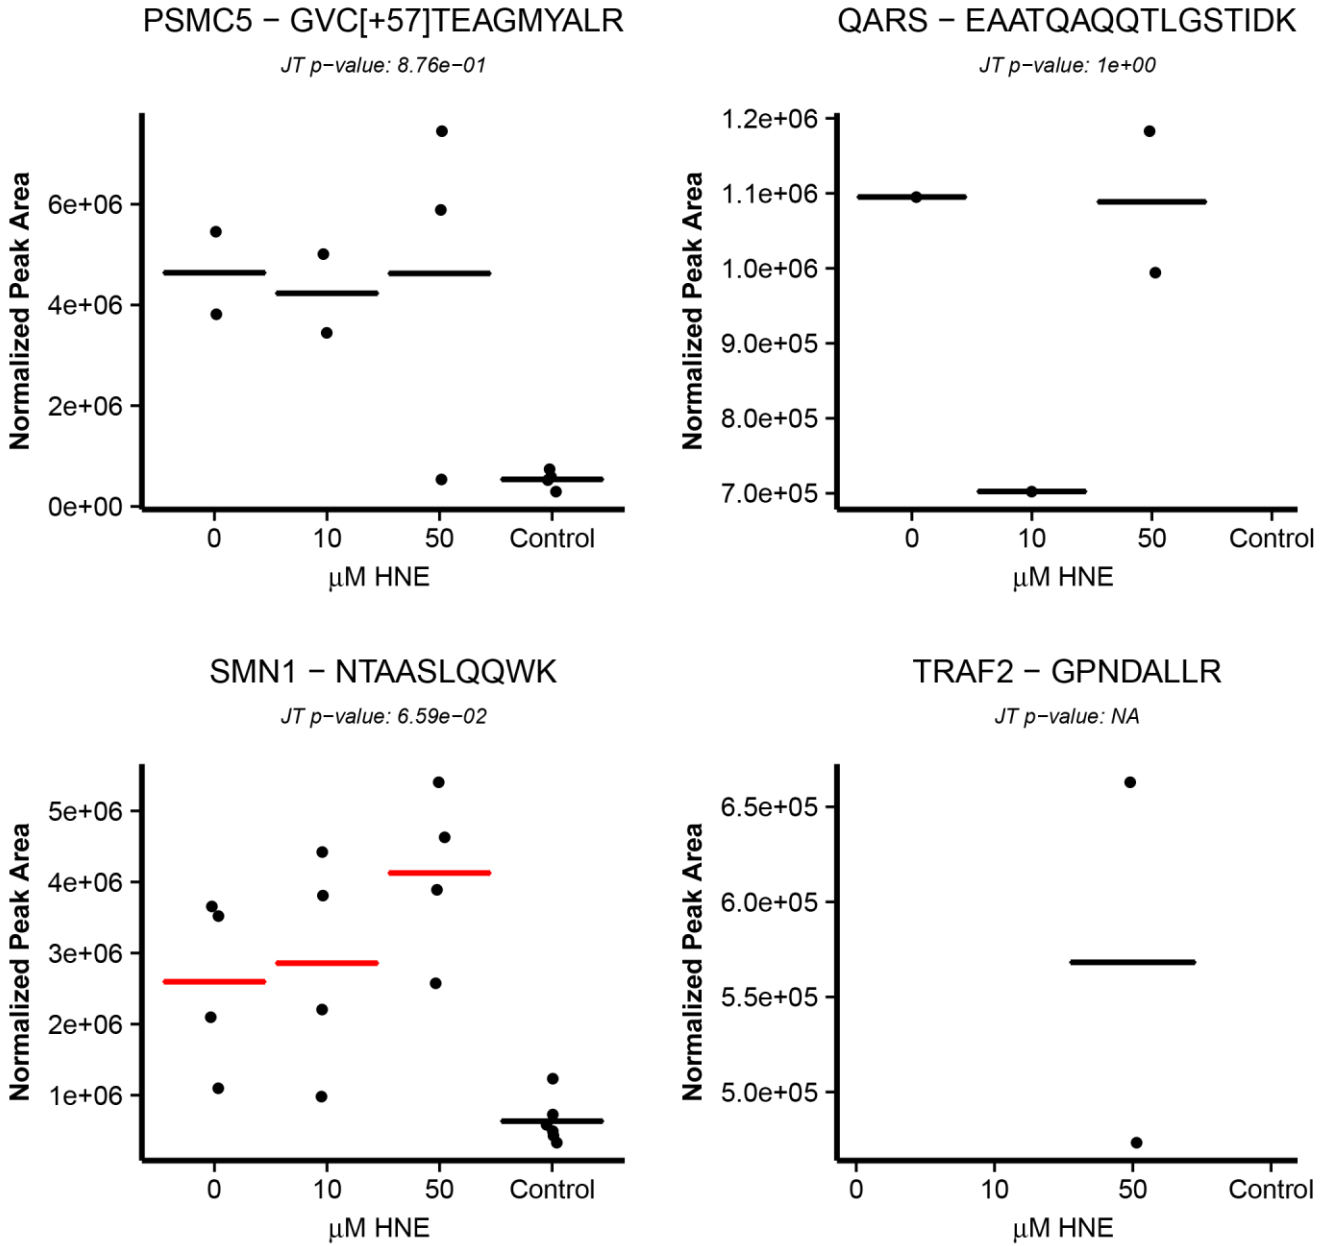 PSMC5 − GVC[+57]TEAGMYALR
JT p−value: 8.76e−01
Normalized Peak Area
6e+06
4e+06
2e+06
0e+00
0 10 50 Control
μM HNE
QARS − EAATQAQQTLGSTIDK
JT p−value: 1e+00
Normalized Peak Area
1.2e+06
1.1e+06
1.0e+06
9.0e+05
8.0e+05
7.0e+05
0 10 50 Control
μM HNE
SMN1 − NTAASLQQWK
JT p−value: 6.59e−02
Normalized Peak Area
5e+06
4e+06
3e+06
2e+06
1e+06
0 10 50 Control
μM HNE
TRAF2 − GPNDALLR
JT p−value: NA
Normalized Peak Area
6.5e+05
6.0e+05
5.5e+05
5.0e+05
0 10 50 Control
μM HNE